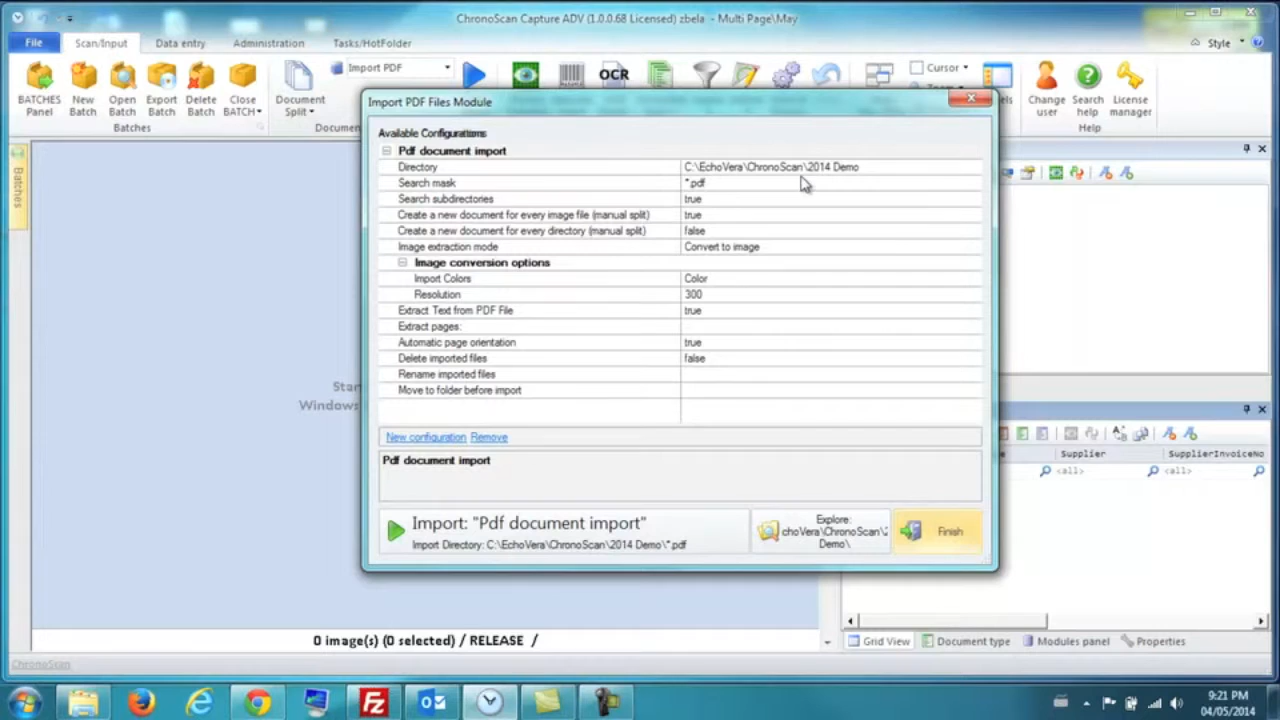 ChronoScan Capture ADV (1.0.0.68 Licensed) zbela - Multi Page\May
File
Scan/Input
Data entry
Administration
Tasks/HotFolder
Style
Import PDF
OCR
Cursor
BATCHES Panel
New Batch
Open Batch
Export Batch
Delete Batch
Close BATCH
Document Split
Change user
Search help
License manager
Batches
Help
Import PDF Files Module
Available Configurations
Pdf document import
Directory C:\EchoVera\ChronoScan\2014 Demo
Search mask *.pdf
Search subdirectories true
Create a new document for every image file (manual split) true
Create a new document for every directory (manual split) false
Image extraction mode Convert to image
Image conversion options
Import Colors Color
Resolution 300
Extract Text from PDF File true
Extract pages:
Automatic page orientation true
Delete imported files false
Rename imported files
Move to folder before import
New configuration Remove
Pdf document import
Import: "Pdf document import"
Import Directory: C:\EchoVera\ChronoScan\2014 Demo\*.pdf
Explore:
choVera\ChronoScan\2
Demo\
Finish
Batches
Supplier
SupplierInvoiceNo
<all>
<all>
0 image(s) (0 selected) / RELEASE /
Grid View
Document type
Modules panel
Properties
ChronoScan
9:21 PM
04/05/2014